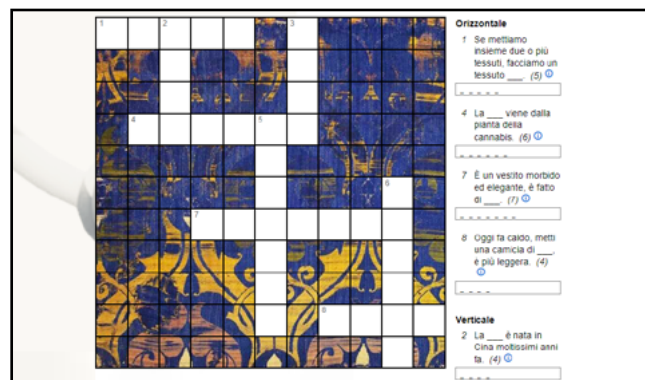 1 2 3
4 5
6
7
8
Orizzontale
1 Se mettiamo
insieme due o più
tessuti, facciamo un
tessuto ___. (5)
_ _ _ _ _
4 La ___ viene dalla
pianta della
cannabis. (6)
_ _ _ _ _ _
7 È un vestito morbido
ed elegante, è fatto
di ___. (7)
_ _ _ _ _ _ _
8 Oggi fa caldo, metti
una camicia di ___,
è più leggera. (4)
_ _ _ _
Verticale
2 La ___ è nata in
Cina moltissimi anni
fa. (4)
_ _ _ _